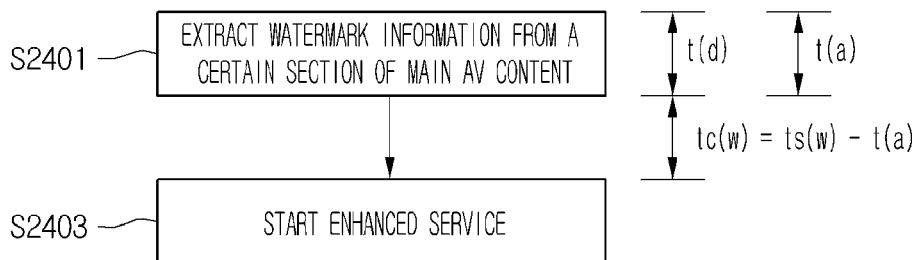 S2401
EXTRACT WATERMARK INFORMATION FROM A
CERTAIN SECTION OF MAIN AV CONTENT
t(d)
t(a)
tc(w) = ts(w) - t(a)
S2403
START ENHANCED SERVICE